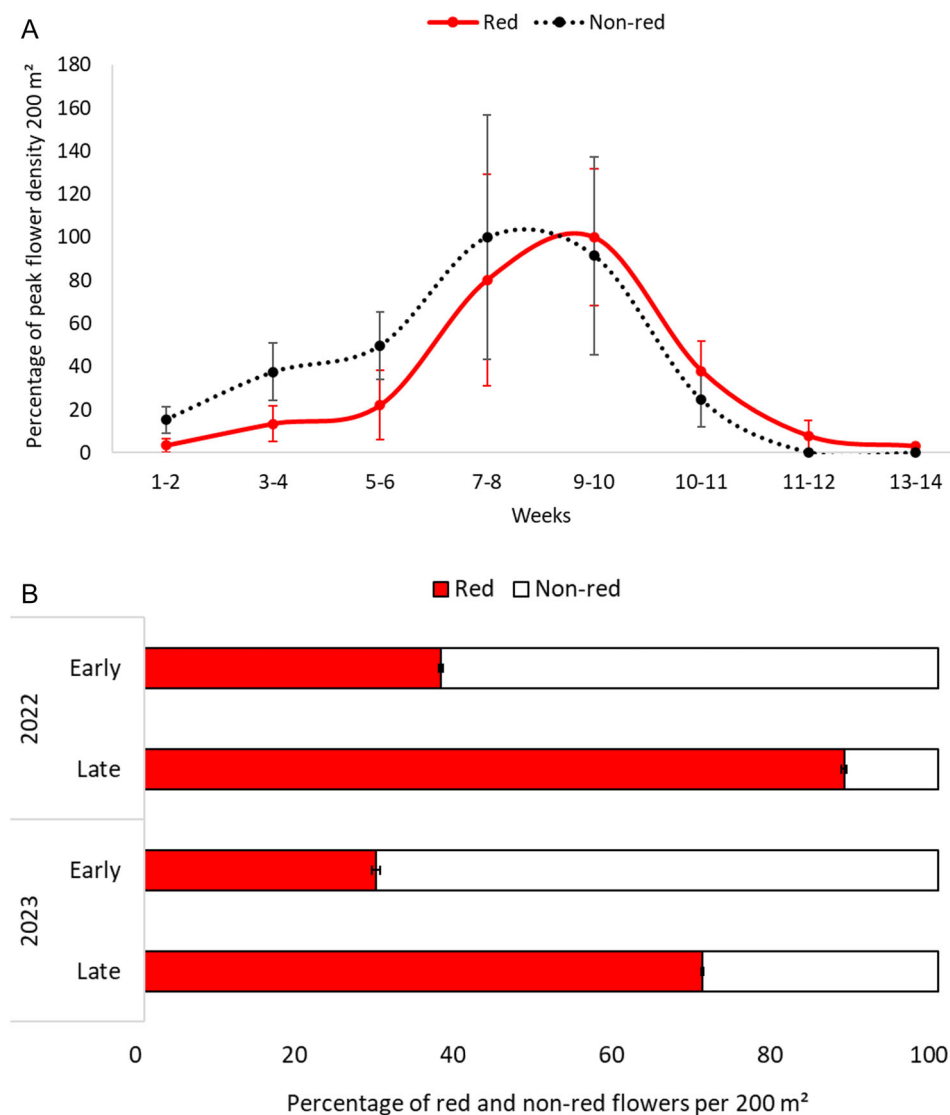 A
Red Non-red
Percentage of peak flower density 200 m²
180
160
140
120
100
80
60
40
20
0
1-2 3-4 5-6 7-8 9-10 10-11 11-12 13-14
Weeks
B
Red Non-red
2022
Early
Late
2023
Early
Late
0 20 40 60 80 100
Percentage of red and non-red flowers per 200 m²